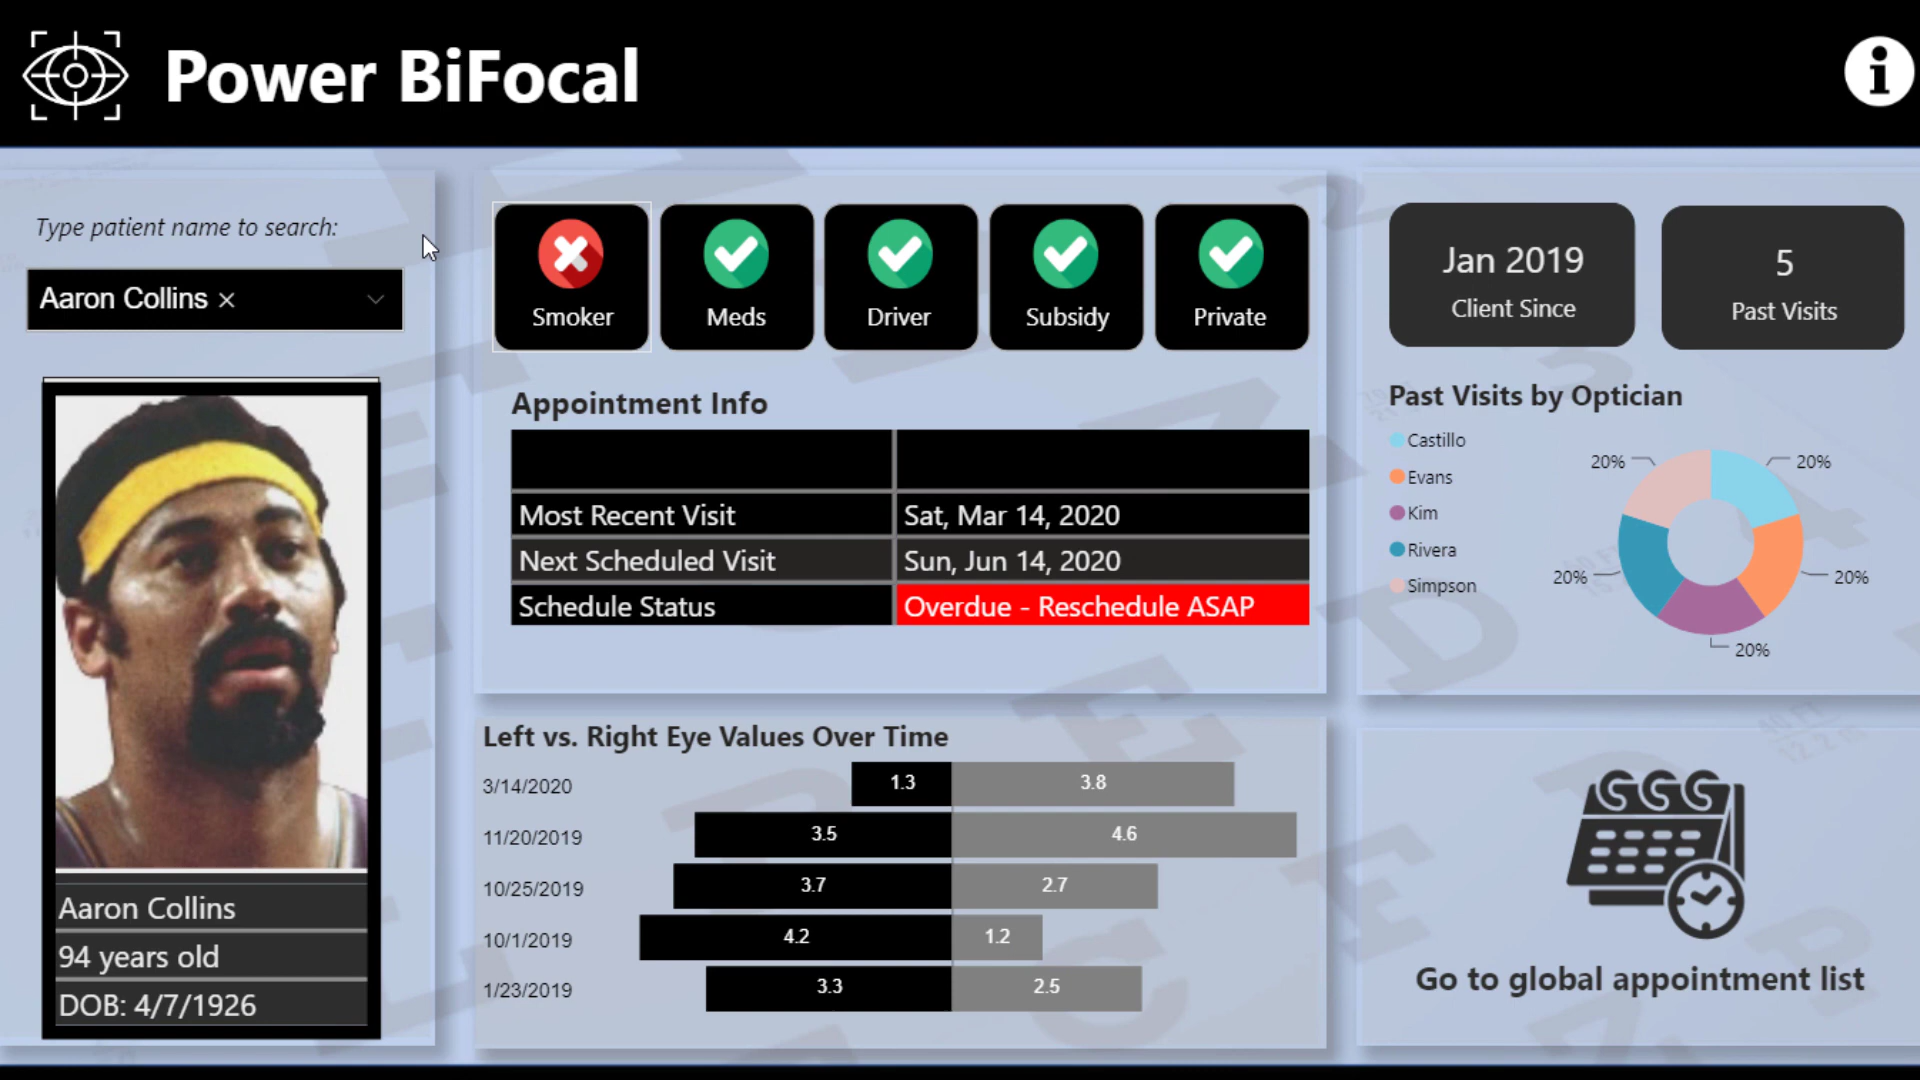 Power BiFocal
Type patient name to search:
Aaron Collins ×
Aaron Collins
94 years old
DOB: 4/7/1926
Smoker
Meds
Driver
Subsidy
Private
Appointment Info
Most Recent Visit Sat, Mar 14, 2020
Next Scheduled Visit Sun, Jun 14, 2020
Schedule Status Overdue - Reschedule ASAP
Left vs. Right Eye Values Over Time
3/14/2020 1.3 3.8
11/20/2019 3.5 4.6
10/25/2019 3.7 2.7
10/1/2019 4.2 1.2
1/23/2019 3.3 2.5
Jan 2019
Client Since
5
Past Visits
Past Visits by Optician
Castillo
Evans
Kim
Rivera
Simpson
20% 20%
20% 20%
20%
Go to global appointment list